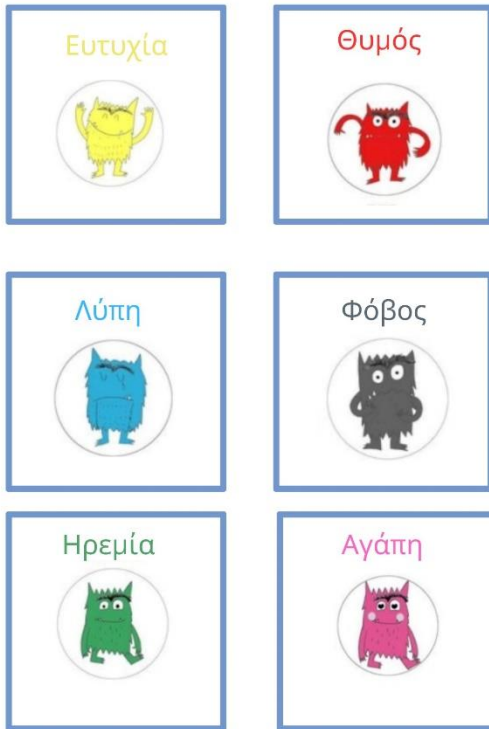 Ευτυχία
Θυμός
Λύπη
Φόβος
Ηρεμία
Αγάπη